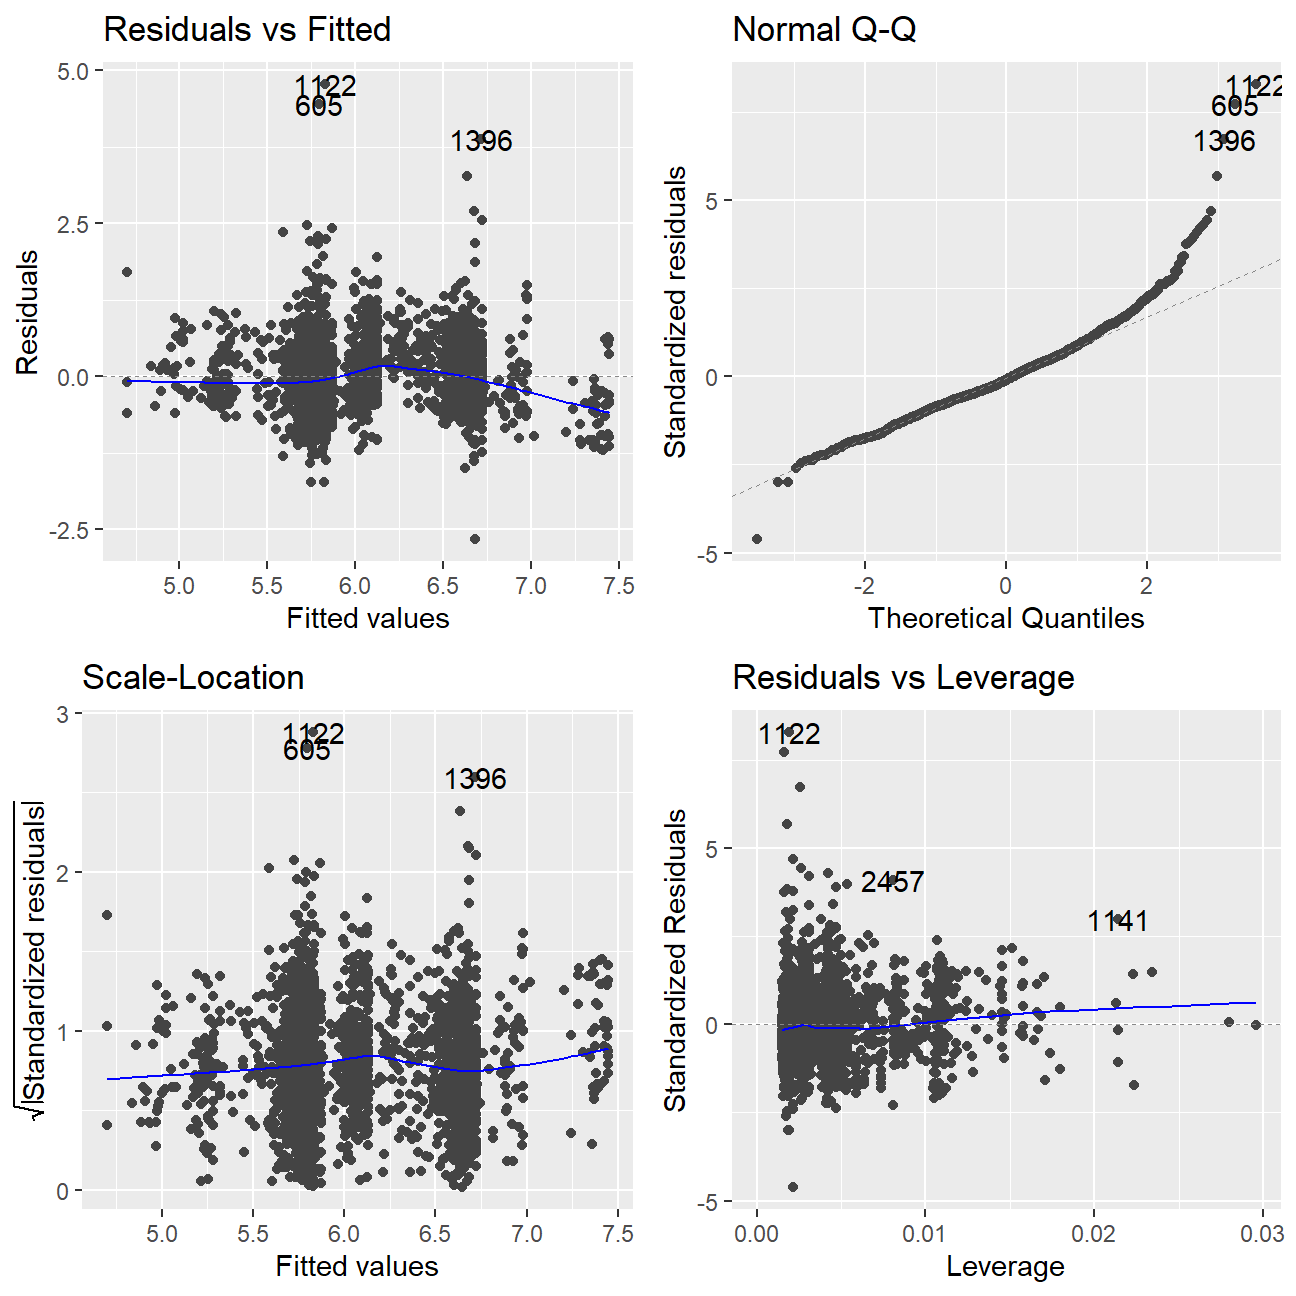 Residuals vs Fitted
5.0
2.5
0.0
-2.5
Residuals
1122
605
1396
5.0 5.5 6.0 6.5 7.0 7.5
Fitted values
Normal Q-Q
5
0
-5
Standardized residuals
1122
605
1396
-2 0 2
Theoretical Quantiles
Scale-Location
3
2
1
0
√|Standardized residuals|
1122
605
1396
5.0 5.5 6.0 6.5 7.0 7.5
Fitted values
Residuals vs Leverage
5
0
-5
Standardized Residuals
1122
2457
1141
0.00 0.01 0.02 0.03
Leverage